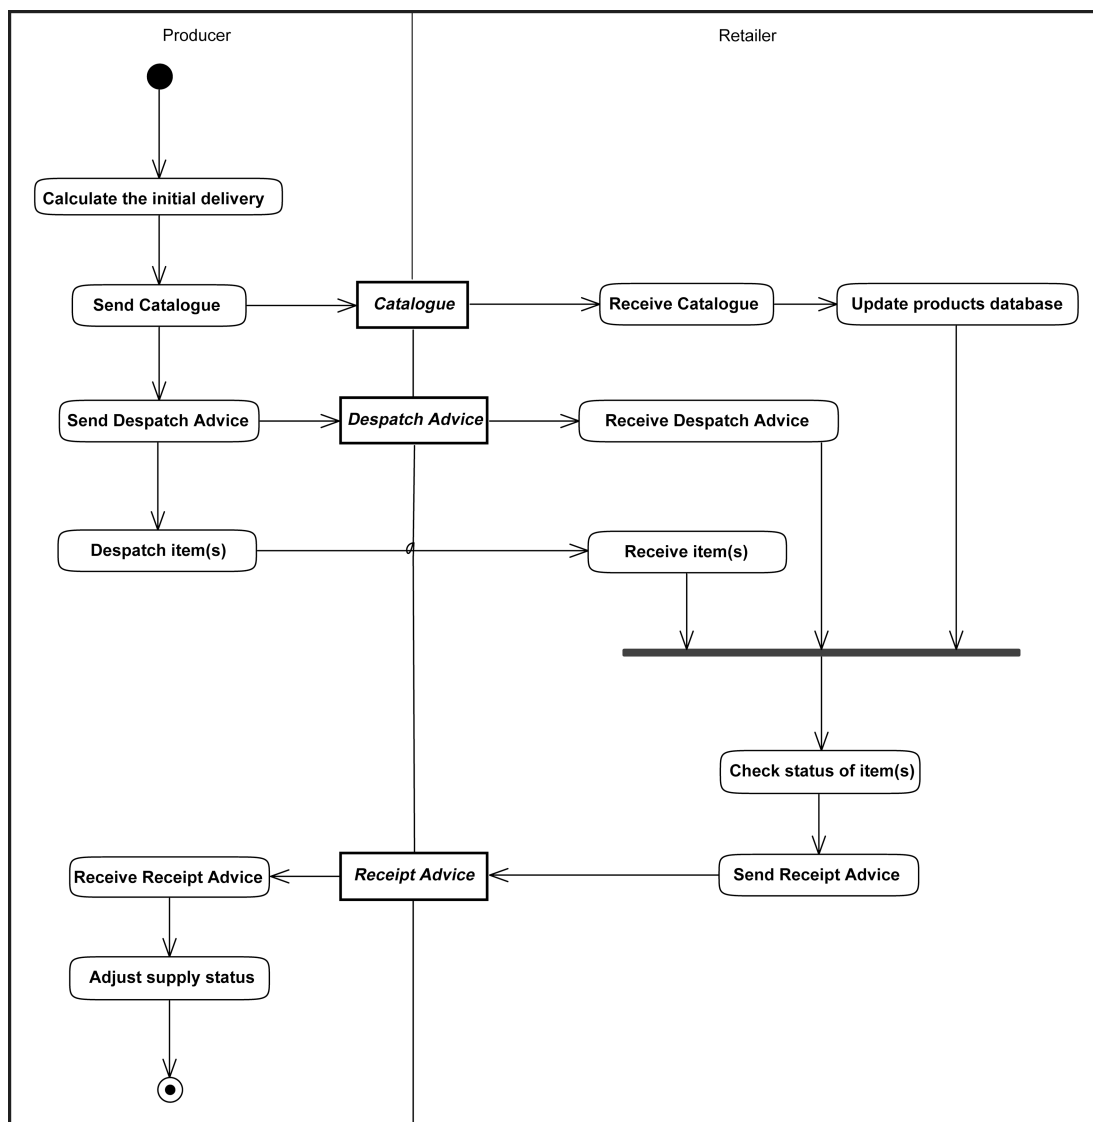 Producer
Retailer
Calculate the initial delivery
Send Catalogue
Catalogue
Receive Catalogue
Update products database
Send Despatch Advice
Despatch Advice
Receive Despatch Advice
Despatch item(s)
Receive item(s)
Check status of item(s)
Receive Receipt Advice
Receipt Advice
Send Receipt Advice
Adjust supply status